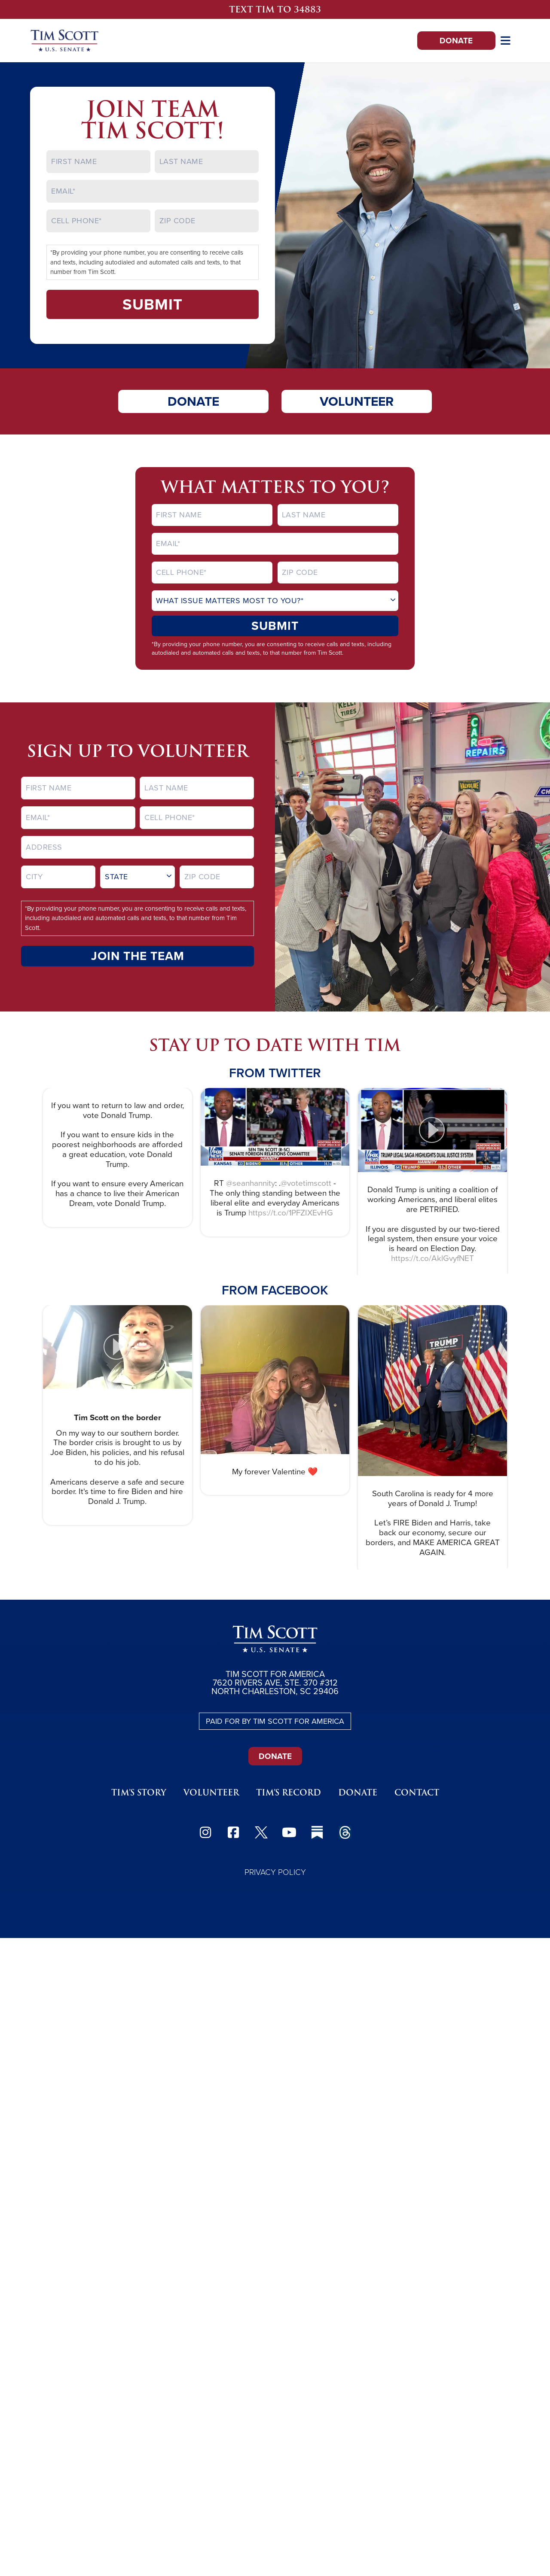 TEXT TIM TO 34883
TIM SCOTT
U.S. SENATE
DONATE
JOIN TEAM
TIM SCOTT!
FIRST NAME
LAST NAME
EMAIL*
CELL PHONE*
ZIP CODE
*By providing your phone number, you are consenting to receive calls
and texts, including autodialed and automated calls and texts, to that
number from Tim Scott.
SUBMIT
DONATE
VOLUNTEER
WHAT MATTERS TO YOU?
FIRST NAME
LAST NAME
EMAIL*
CELL PHONE*
ZIP CODE
WHAT ISSUE MATTERS MOST TO YOU?*
SUBMIT
*By providing your phone number, you are consenting to receive calls and texts, including
autodialed and automated calls and texts, to that number from Tim Scott.
SIGN UP TO VOLUNTEER
FIRST NAME
LAST NAME
EMAIL*
CELL PHONE*
ADDRESS
CITY
STATE
ZIP CODE
*By providing your phone number, you are consenting to receive calls and texts,
including autodialed and automated calls and texts, to that number from Tim
Scott.
JOIN THE TEAM
KELLY
TIRES
CAR
REPAIRS
STAY UP TO DATE WITH TIM
FROM TWITTER
If you want to return to law and order,
vote Donald Trump.
If you want to ensure kids in the
poorest neighborhoods are afforded
a great education, vote Donald
Trump.
If you want to ensure every American
has a chance to live their American
Dream, vote Donald Trump.
SEN TIM SCOTT (R-SC)
SENATE FOREIGN RELATIONS COMMITTEE
HANNITY
KANSAS
RT @seanhannity: .@votetimscott -
The only thing standing between the
liberal elite and everyday Americans
is Trump https://t.co/1PFZlXEvHG
TRUMP LEGAL SAGA HIGHLIGHTS DUAL JUSTICE SYSTEM
HANNITY
ILLINOIS
Donald Trump is uniting a coalition of
working Americans, and liberal elites
are PETRIFIED.
If you are disgusted by our two-tiered
legal system, then ensure your voice
is heard on Election Day.
https://t.co/AklGvyfNET
FROM FACEBOOK
Tim Scott on the border
On my way to our southern border.
The border crisis is brought to us by
Joe Biden, his policies, and his refusal
to do his job.
Americans deserve a safe and secure
border. It's time to fire Biden and hire
Donald J. Trump.
My forever Valentine ❤️
TRUMP
South Carolina is ready for 4 more
years of Donald J. Trump!
Let's FIRE Biden and Harris, take
back our economy, secure our
borders, and MAKE AMERICA GREAT
AGAIN.
TIM SCOTT
U.S. SENATE
TIM SCOTT FOR AMERICA
7620 RIVERS AVE, STE. 370 #312
NORTH CHARLESTON, SC 29406
PAID FOR BY TIM SCOTT FOR AMERICA
DONATE
TIM'S STORY
VOLUNTEER
TIM'S RECORD
DONATE
CONTACT
PRIVACY POLICY